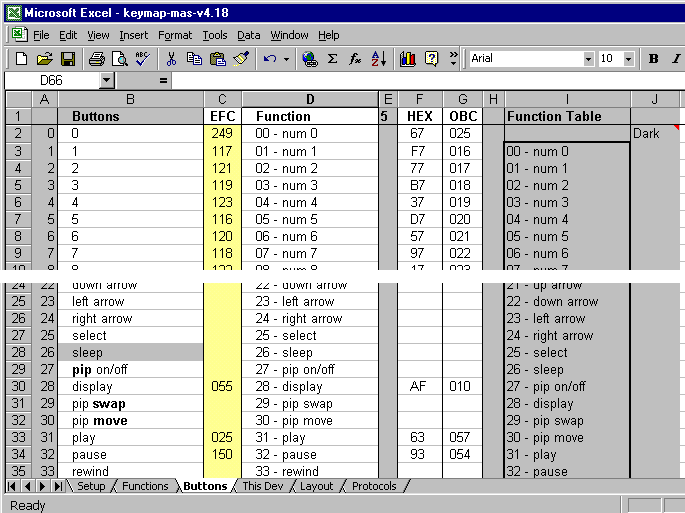 Microsoft Excel - keymap-mas-v4.18
File Edit View Insert Format Tools Data Window Help
ABC Σ fx A Z ? » Arial 10 B I
D66 =
A B C D E F G H I J
1 Buttons EFC Function 5 HEX OBC Function Table
2 0 0 249 00 - num 0 67 025 Dark
3 1 1 117 01 - num 1 F7 016 00 - num 0
4 2 2 121 02 - num 2 77 017 01 - num 1
5 3 3 119 03 - num 3 B7 018 02 - num 2
6 4 4 123 04 - num 4 37 019 03 - num 3
7 5 5 116 05 - num 5 D7 020 04 - num 4
8 6 6 120 06 - num 6 57 021 05 - num 5
9 7 7 118 07 - num 7 97 022 06 - num 6
10 8 8 122 08 - num 8 17 023 07 - num 7
24 22 down arrow 22 - down arrow 21 - up arrow
25 23 left arrow 23 - left arrow 22 - down arrow
26 24 right arrow 24 - right arrow 23 - left arrow
27 25 select 25 - select 24 - right arrow
28 26 sleep 26 - sleep 25 - select
29 27 pip on/off 27 - pip on/off 26 - sleep
30 28 display 055 28 - display AF 010 27 - pip on/off
31 29 pip swap 29 - pip swap 28 - display
32 30 pip move 30 - pip move 29 - pip swap
33 31 play 025 31 - play 63 057 30 - pip move
34 32 pause 150 32 - pause 93 054 31 - play
35 33 rewind 33 - rewind 32 - pause
Setup Functions Buttons This Dev Layout Protocols
Ready